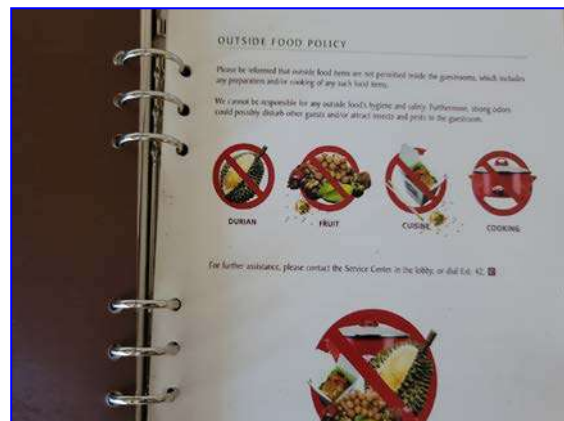 OUTSIDE FOOD POLICY
Please be informed that outside food items are not permitted inside the guestrooms, which includes
any preparation and/or cooking of any such food items.
We cannot be responsible for any outside food's hygiene and safety. Furthermore, strong odors
could possibly disturb other guests and/or attract insects and pests in the guestroom.
DURIAN
FRUIT
CUISINE
COOKING
For further assistance, please contact the Service Center in the lobby, or dial Ext. 42.